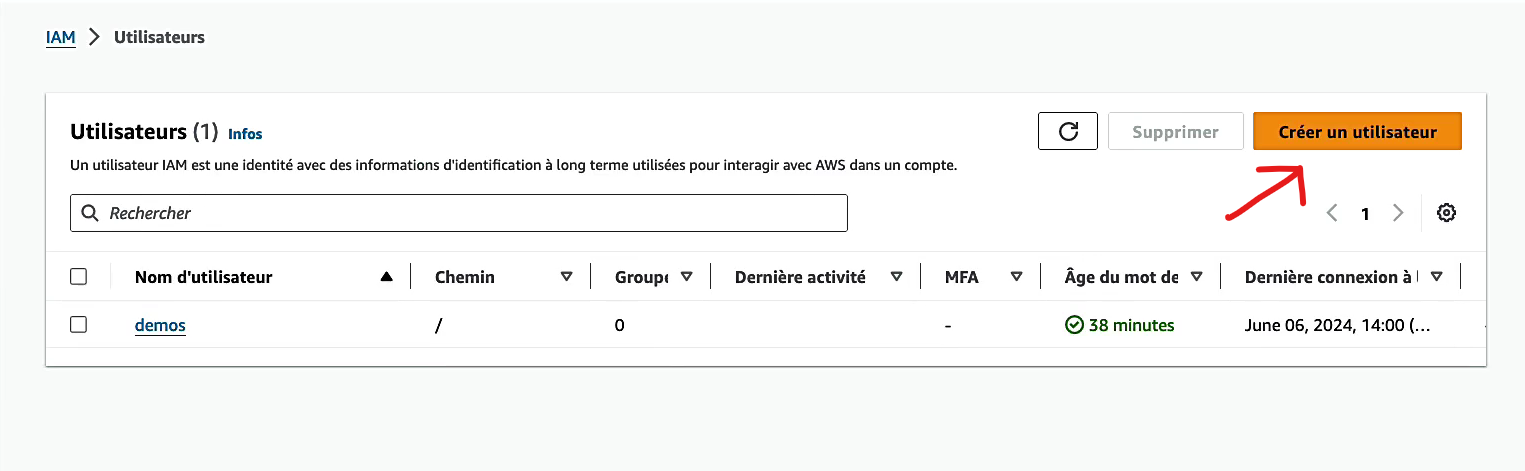 IAM > Utilisateurs
Utilisateurs (1) Infos
Supprimer
Créer un utilisateur
Un utilisateur IAM est une identité avec des informations d'identification à long terme utilisées pour interagir avec AWS dans un compte.
Rechercher
1
Nom d'utilisateur Chemin Groupe Dernière activité MFA Âge du mot de Dernière connexion à
demos / 0 - 38 minutes June 06, 2024, 14:00 (...